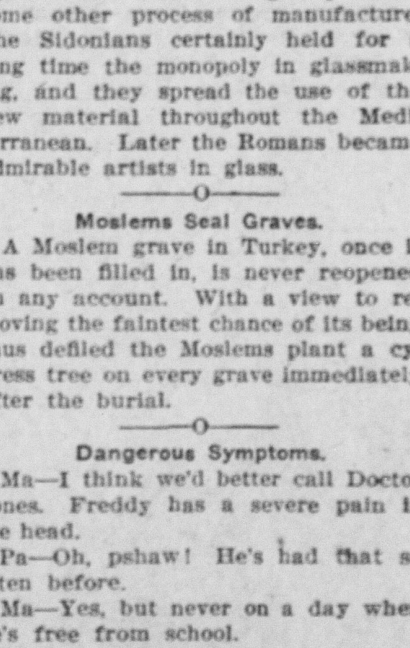 ome other process of manufacture
he Sidonians certainly held for
ng time the monopoly in glassmak
g, and they spread the use of th
ew material throughout the Medi
rranean. Later the Romans becam
dmirable artists in glass.
O
Moslems Seal Graves.
A Moslem grave in Turkey, once i
as been filled in, is never reopene
n any account. With a view to re
oving the faintest chance of its bein
hus defiled the Moslems plant a cy
ress tree on every grave immediatel
fter the burial.
O
Dangerous Symptoms.
Ma—I think we'd better call Docto
ones. Freddy has a severe pain i
e head.
Pa—Oh, pshaw! He's had that s
ten before.
Ma—Yes, but never on a day whe
e's free from school.